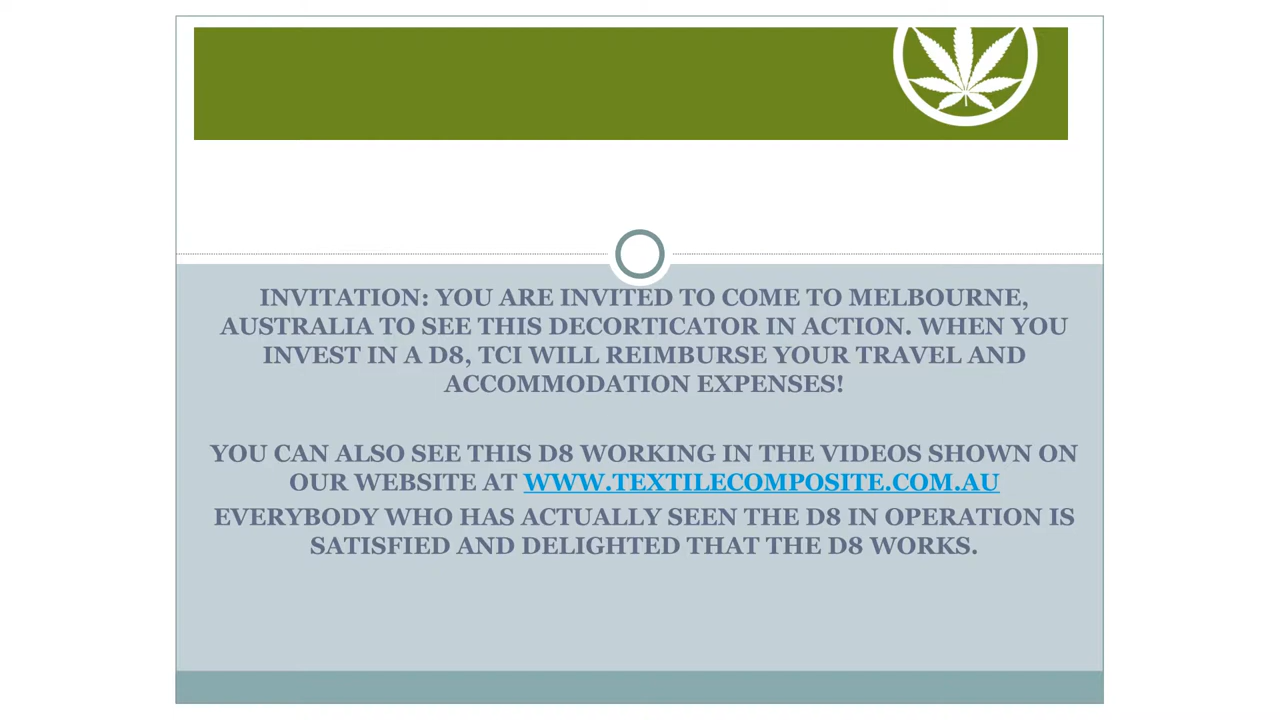 INVITATION: YOU ARE INVITED TO COME TO MELBOURNE,
AUSTRALIA TO SEE THIS DECORTICATOR IN ACTION. WHEN YOU
INVEST IN A D8, TCI WILL REIMBURSE YOUR TRAVEL AND
ACCOMMODATION EXPENSES!
YOU CAN ALSO SEE THIS D8 WORKING IN THE VIDEOS SHOWN ON
OUR WEBSITE AT WWW.TEXTILECOMPOSITE.COM.AU
EVERYBODY WHO HAS ACTUALLY SEEN THE D8 IN OPERATION IS
SATISFIED AND DELIGHTED THAT THE D8 WORKS.